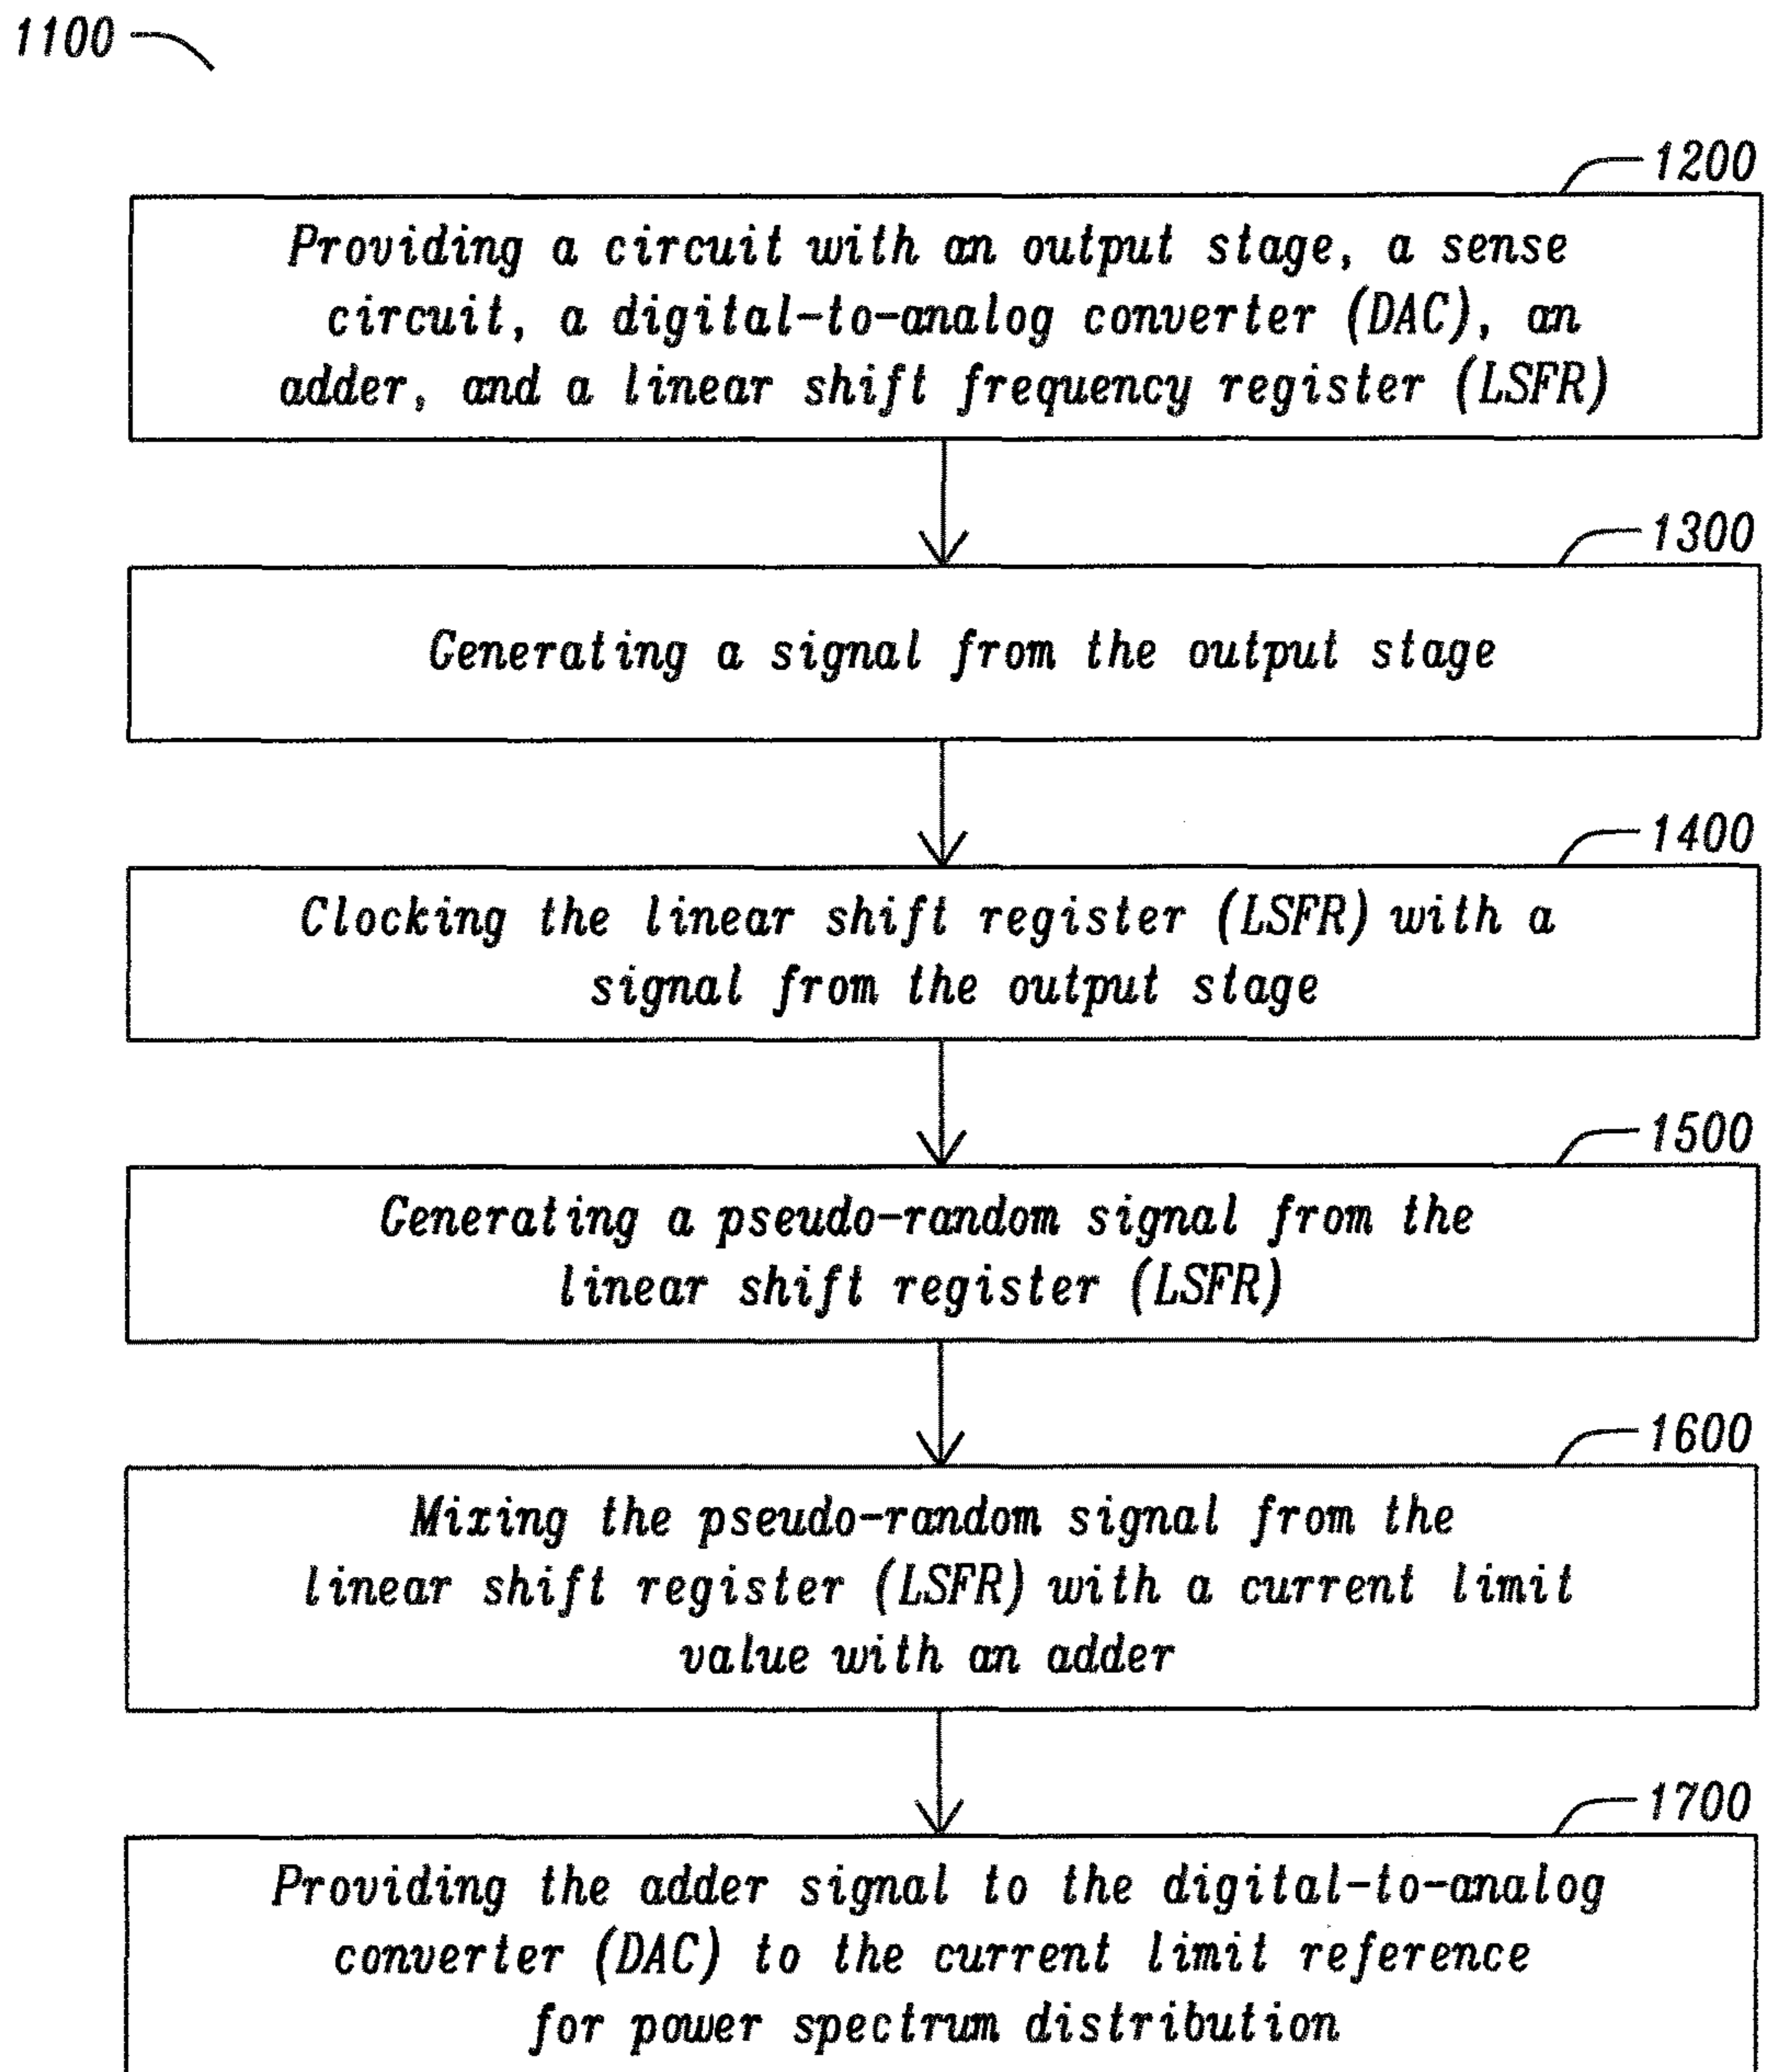 1100
1200
Providing a circuit with an output stage, a sense
circuit, a digital-to-analog converter (DAC), an
adder, and a linear shift frequency register (LSFR)
1300
Generating a signal from the output stage
1400
Clocking the linear shift register (LSFR) with a
signal from the output stage
1500
Generating a pseudo-random signal from the
linear shift register (LSFR)
1600
Mixing the pseudo-random signal from the
linear shift register (LSFR) with a current limit
value with an adder
1700
Providing the adder signal to the digital-to-analog
converter (DAC) to the current limit reference
for power spectrum distribution